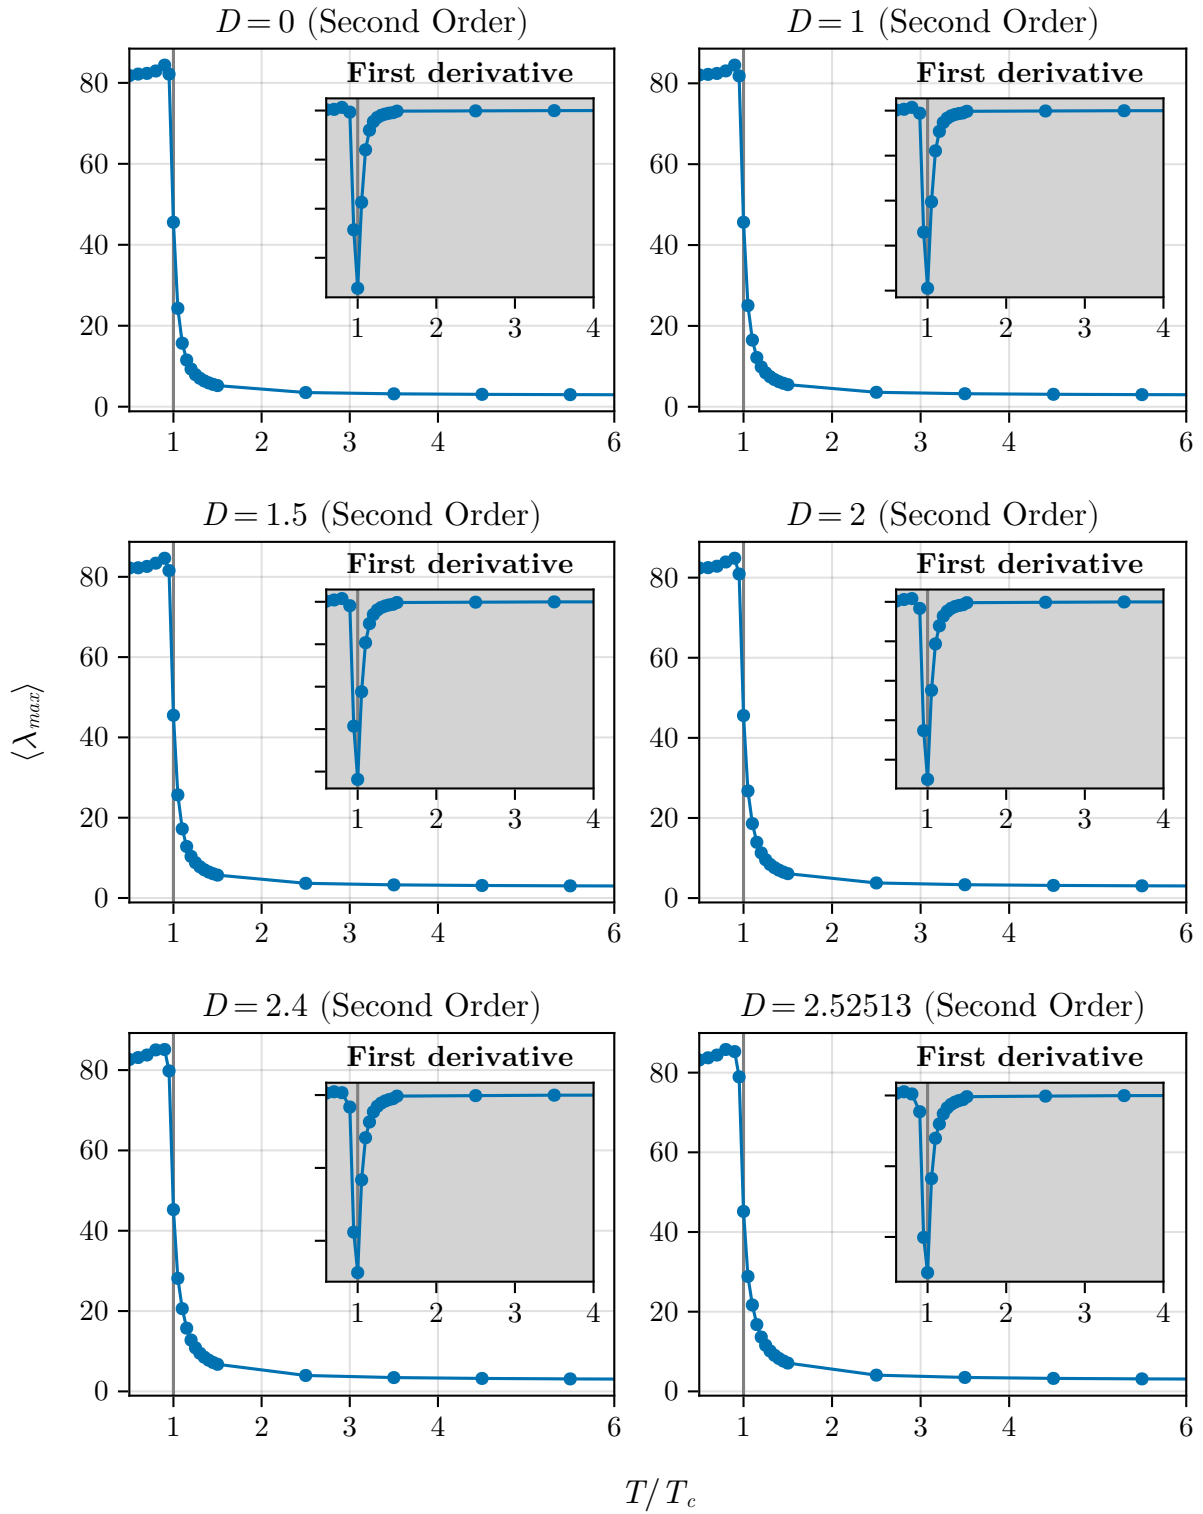 D = 0 (Second Order)
First derivative
80
60
40
20
0
1 2 3 4
1 2 3 4 6
D = 1 (Second Order)
First derivative
80
60
40
20
0
1 2 3 4
1 2 3 4 6
D = 1.5 (Second Order)
First derivative
80
60
40
20
0
1 2 3 4
1 2 3 4 6
D = 2 (Second Order)
First derivative
80
60
40
20
0
1 2 3 4
1 2 3 4 6
D = 2.4 (Second Order)
First derivative
80
60
40
20
0
1 2 3 4
1 2 3 4 6
D = 2.52513 (Second Order)
First derivative
80
60
40
20
0
1 2 3 4
1 2 3 4 6
⟨λ_max⟩
T/T_c